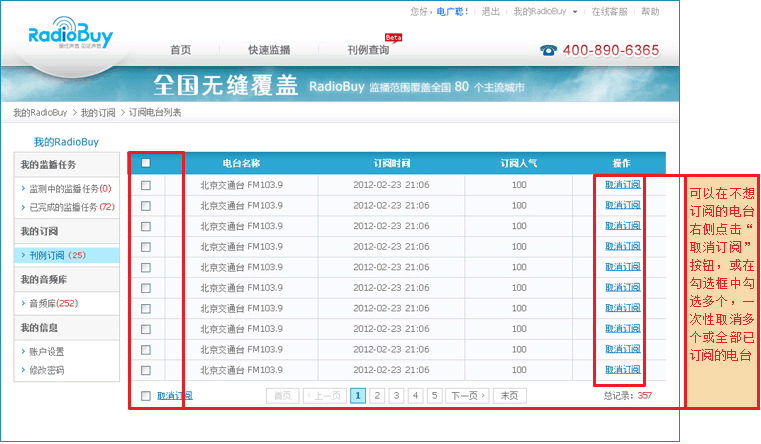 您好，电广聪！ | 退出 | 我的RadioBuy | 在线客服 | 帮助
RadioBuy
首页 快速监播 刊例查询 Beta
400-890-6365
全国无缝覆盖 RadioBuy 监播范围覆盖全国 80 个主流城市
我的RadioBuy > 我的订阅 > 订阅电台列表
我的RadioBuy
我的监播任务
监测中的监播任务(0)
已完成的监播任务(72)
我的订阅
刊例订阅 (25)
我的音频库
音频库(252)
我的信息
账户设置
修改密码
电台名称 订阅时间 订阅人气 操作
北京交通台 FM103.9 2012-02-23 21:06 100 取消订阅
北京交通台 FM103.9 2012-02-23 21:06 100 取消订阅
北京交通台 FM103.9 2012-02-23 21:06 100 取消订阅
北京交通台 FM103.9 2012-02-23 21:06 100 取消订阅
北京交通台 FM103.9 2012-02-23 21:06 100 取消订阅
北京交通台 FM103.9 2012-02-23 21:06 100 取消订阅
北京交通台 FM103.9 2012-02-23 21:06 100 取消订阅
北京交通台 FM103.9 2012-02-23 21:06 100 取消订阅
北京交通台 FM103.9 2012-02-23 21:06 100 取消订阅
北京交通台 FM103.9 2012-02-23 21:06 100 取消订阅
取消订阅 首页 ‹ 上一页 1 2 3 4 5 下一页 › 末页 总记录：357
可以在不想
订阅的电台
右侧点击“
取消订阅”
按钮，或在
勾选框中勾
选多个，一
次性取消多
个或全部已
订阅的电台